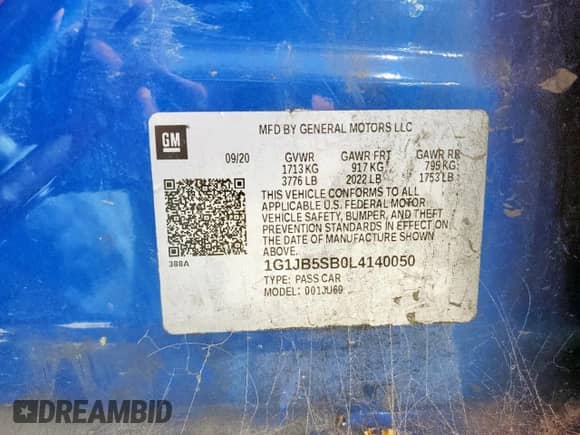 GM
MFD BY GENERAL MOTORS LLC
09/20 GVWR GAWR FRT GAWR RR
1713 KG 917 KG 795 KG
3776 LB 2022 LB 1753 LB
THIS VEHICLE CONFORMS TO ALL
APPLICABLE U.S. FEDERAL MOTOR
VEHICLE SAFETY, BUMPER, AND THEFT
PREVENTION STANDARDS IN EFFECT ON
THE DATE OF MANUFACTURE SHOWN
ABOVE.
388A
1G1JB5SB0L4140050
TYPE: PASS CAR
MODEL: 001JU69
DREAMBID